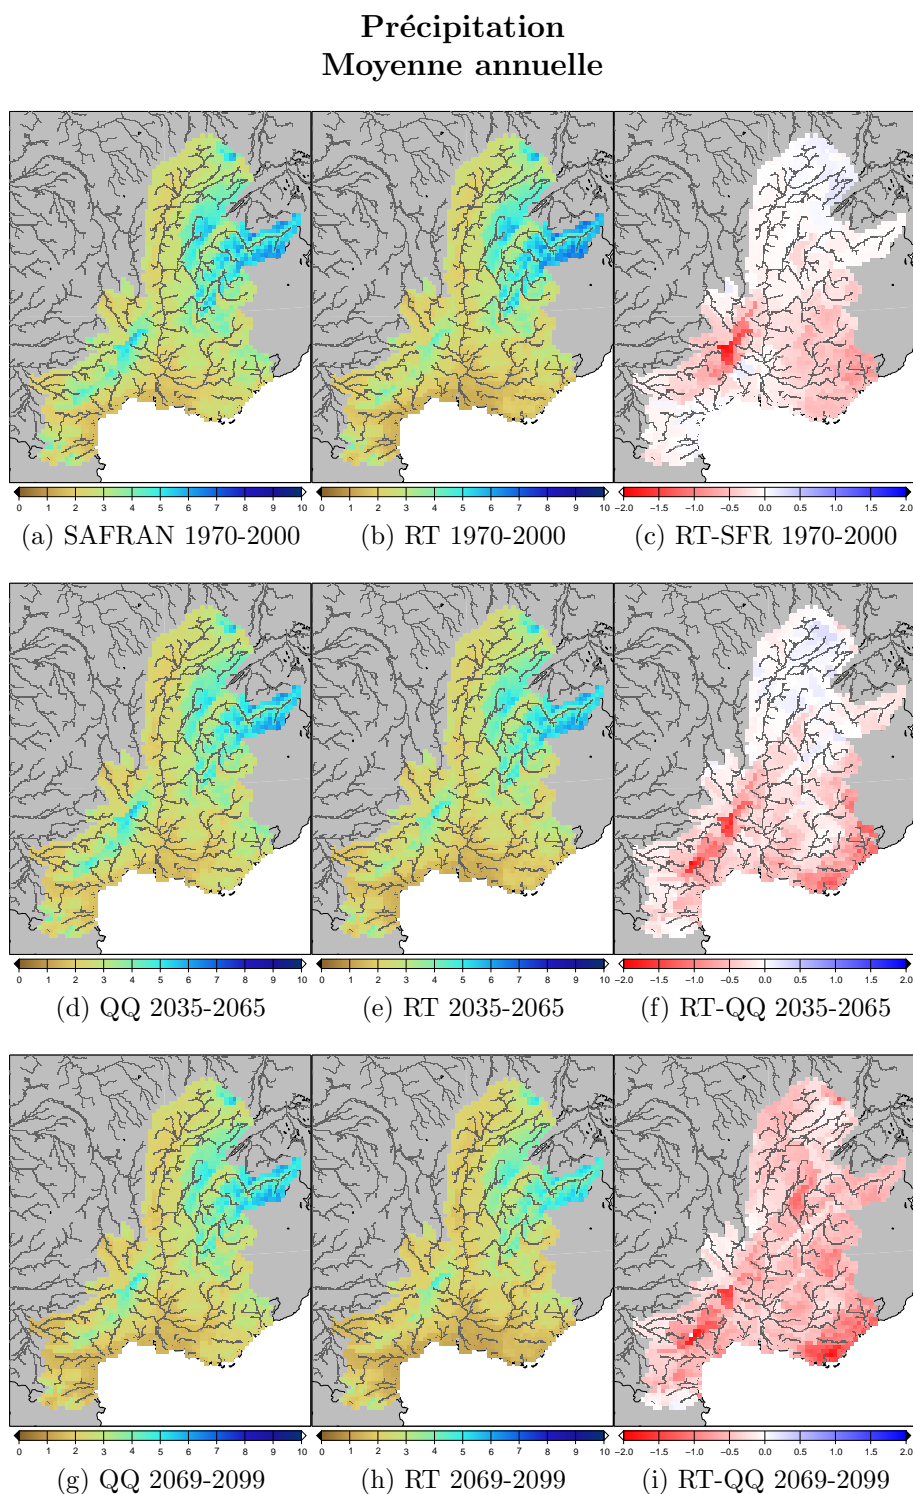 Précipitation
Moyenne annuelle
0 1 2 3 4 5 6 7 8 9 10
0 1 2 3 4 5 6 7 8 9 10
−2.0 −1.5 −1.0 −0.5 0.0 0.5 1.0 1.5 2.0
(a) SAFRAN 1970-2000
(b) RT 1970-2000
(c) RT-SFR 1970-2000
0 1 2 3 4 5 6 7 8 9 10
0 1 2 3 4 5 6 7 8 9 10
−2.0 −1.5 −1.0 −0.5 0.0 0.5 1.0 1.5 2.0
(d) QQ 2035-2065
(e) RT 2035-2065
(f) RT-QQ 2035-2065
0 1 2 3 4 5 6 7 8 9 10
0 1 2 3 4 5 6 7 8 9 10
−2.0 −1.5 −1.0 −0.5 0.0 0.5 1.0 1.5 2.0
(g) QQ 2069-2099
(h) RT 2069-2099
(i) RT-QQ 2069-2099